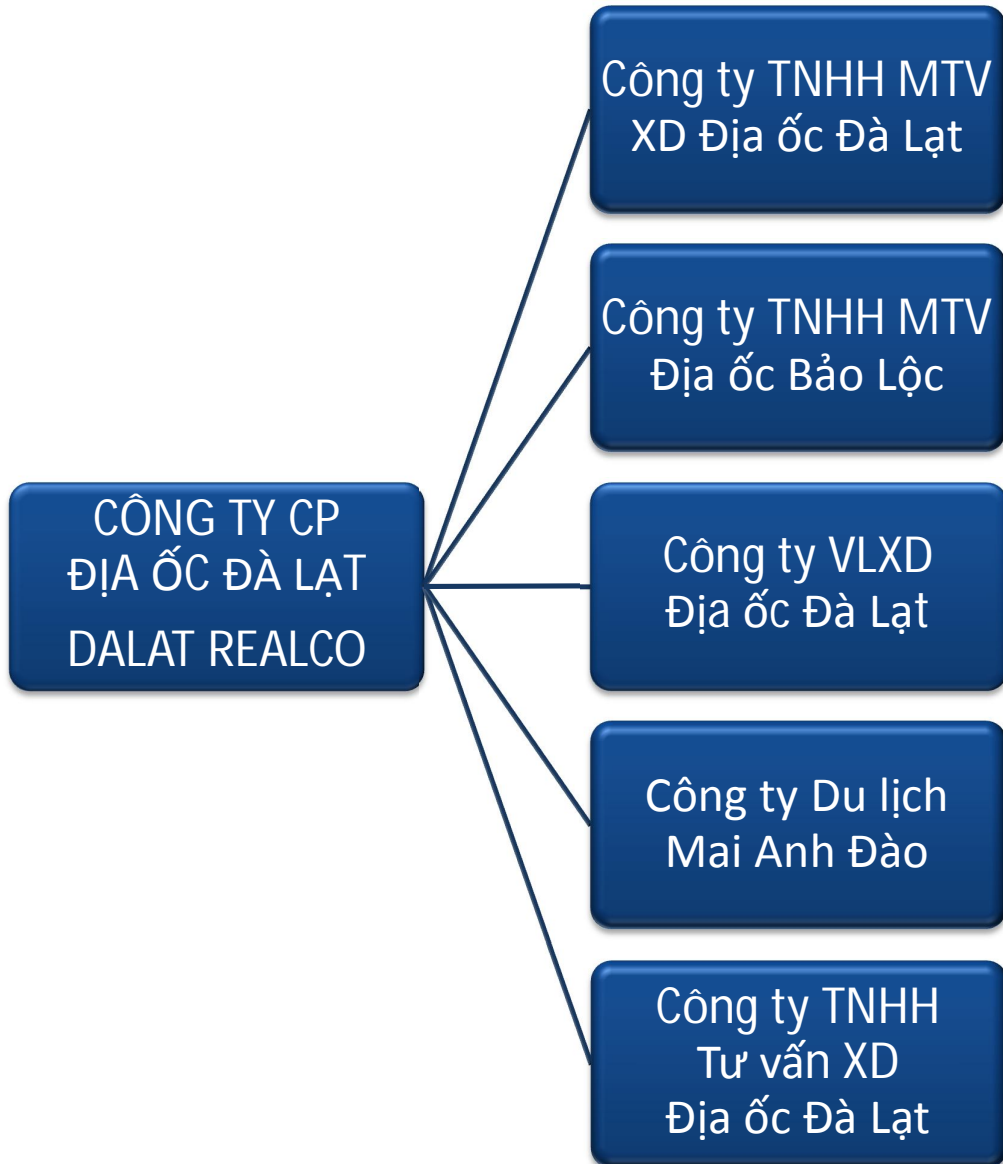 Công ty TNHH MTV
XD Địa ốc Đà Lạt
Công ty TNHH MTV
Địa ốc Bảo Lộc
CÔNG TY CP
ĐỊA ỐC ĐÀ LẠT
DALAT REALCO
Công ty VLXD
Địa ốc Đà Lạt
Công ty Du lịch
Mai Anh Đào
Công ty TNHH
Tư vấn XD
Địa ốc Đà Lạt